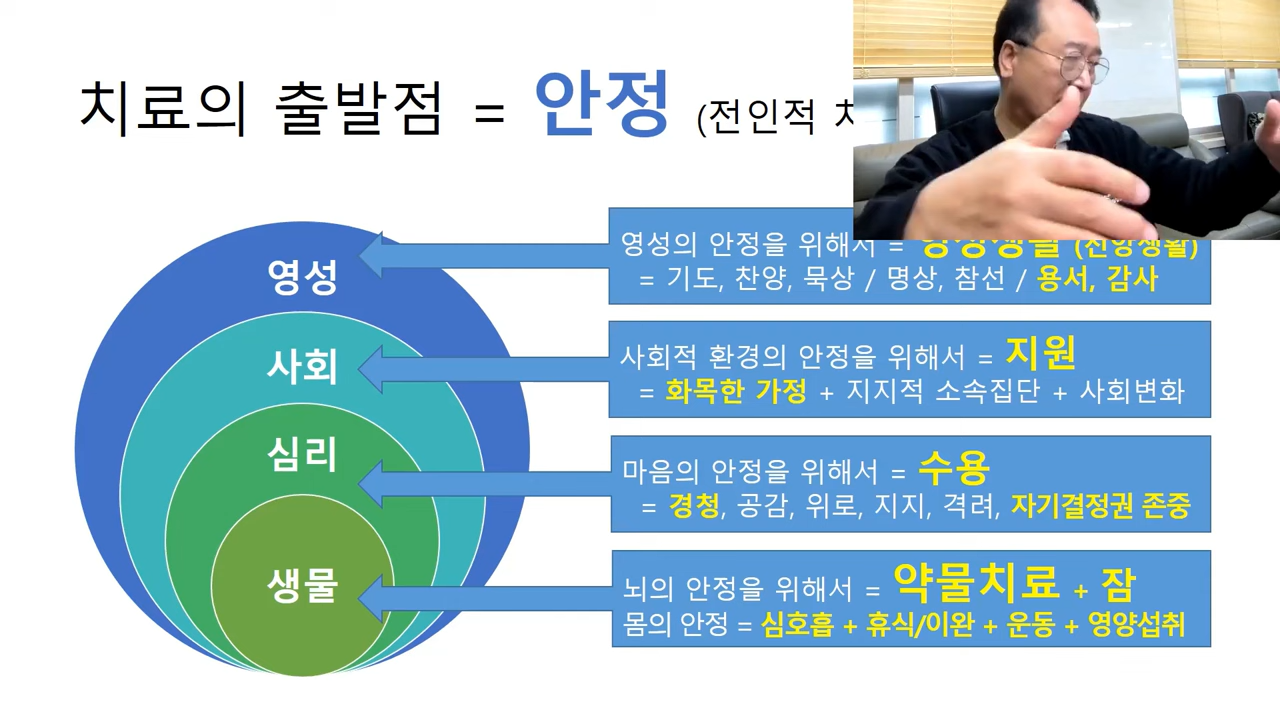 치료의 출발점 = 안정 (전인적
영성
영성의 안정을 위해서 = (신앙생활)
= 기도, 찬양, 묵상 / 명상, 참선 / 용서, 감사
사회
사회적 환경의 안정을 위해서 = 지원
= 화목한 가정 + 지지적 소속집단 + 사회변화
심리
마음의 안정을 위해서 = 수용
= 경청, 공감, 위로, 지지, 격려, 자기결정권 존중
생물
뇌의 안정을 위해서 = 약물치료 + 잠
몸의 안정 = 심호흡 + 휴식/이완 + 운동 + 영양섭취